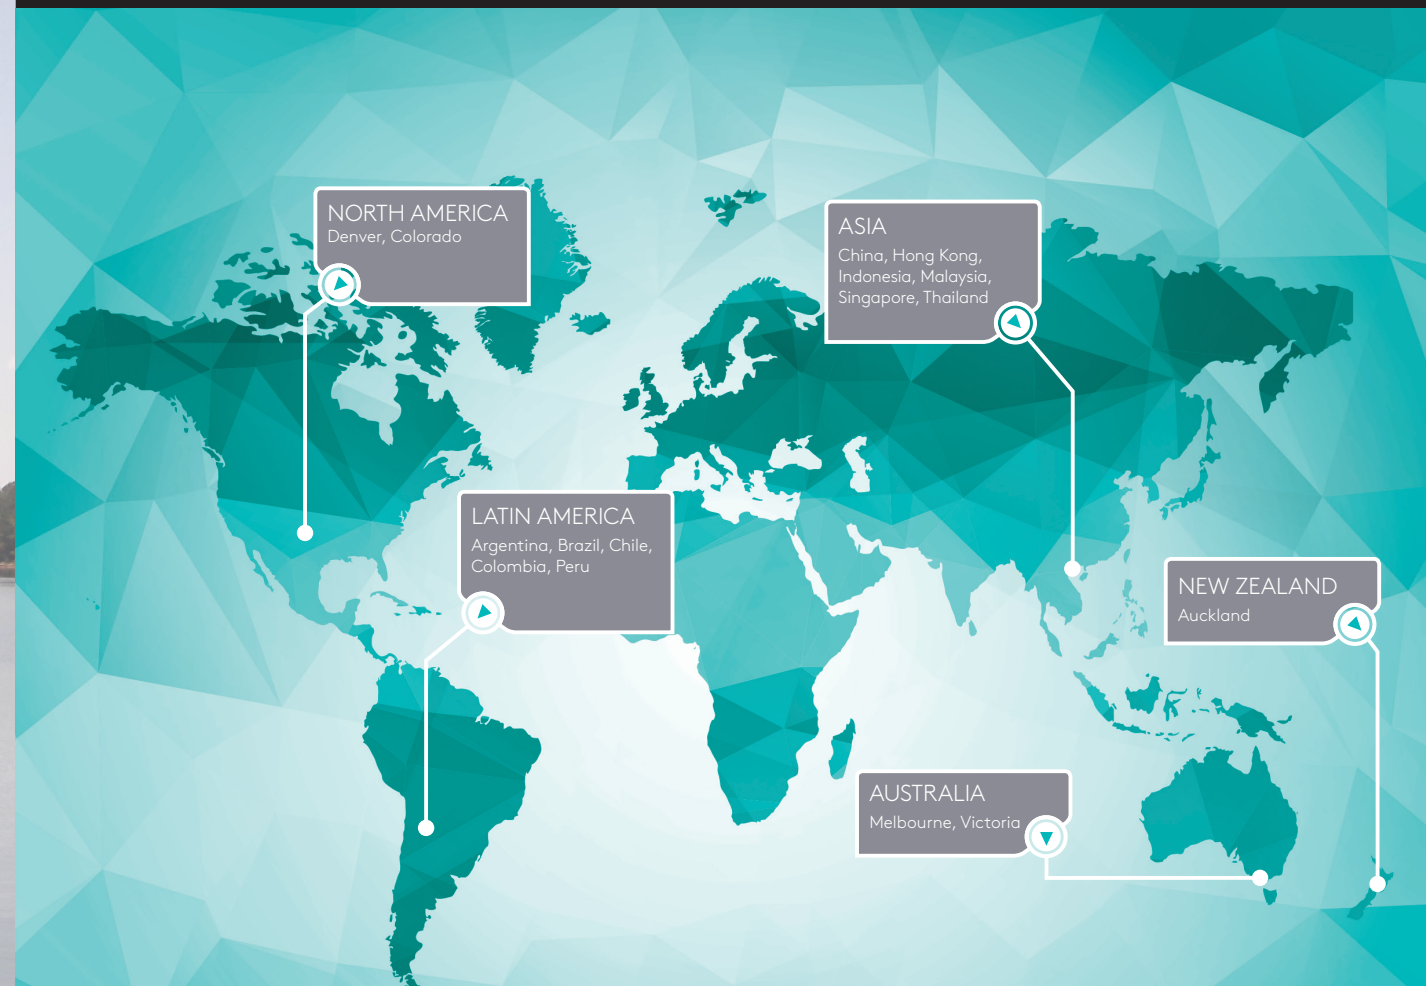 NORTH AMERICA
Denver, Colorado
ASIA
China, Hong Kong,
Indonesia, Malaysia,
Singapore, Thailand
LATIN AMERICA
Argentina, Brazil, Chile,
Colombia, Peru
NEW ZEALAND
Auckland
AUSTRALIA
Melbourne, Victoria